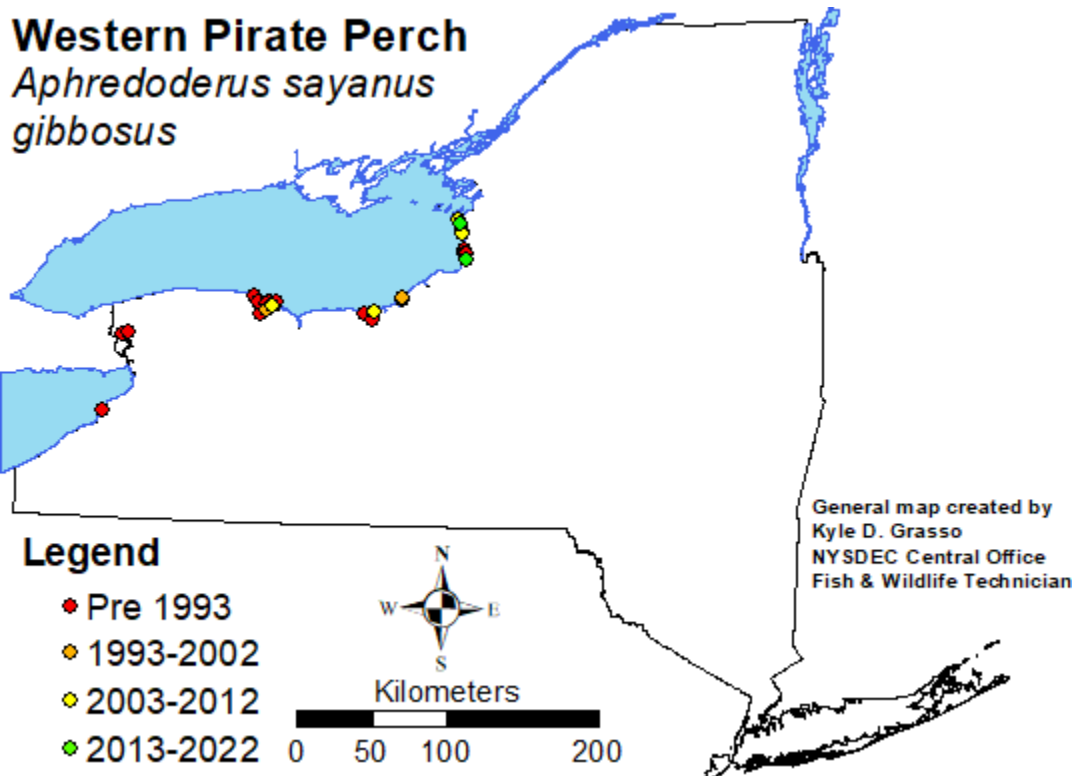 Western Pirate Perch
Aphredoderus sayanus
gibbosus
General map created by
Kyle D. Grasso
NYSDEC Central Office
Fish & Wildlife Technician
Legend
Pre 1993
1993-2002
2003-2012
2013-2022
N
W E
S
Kilometers
0 50 100 200